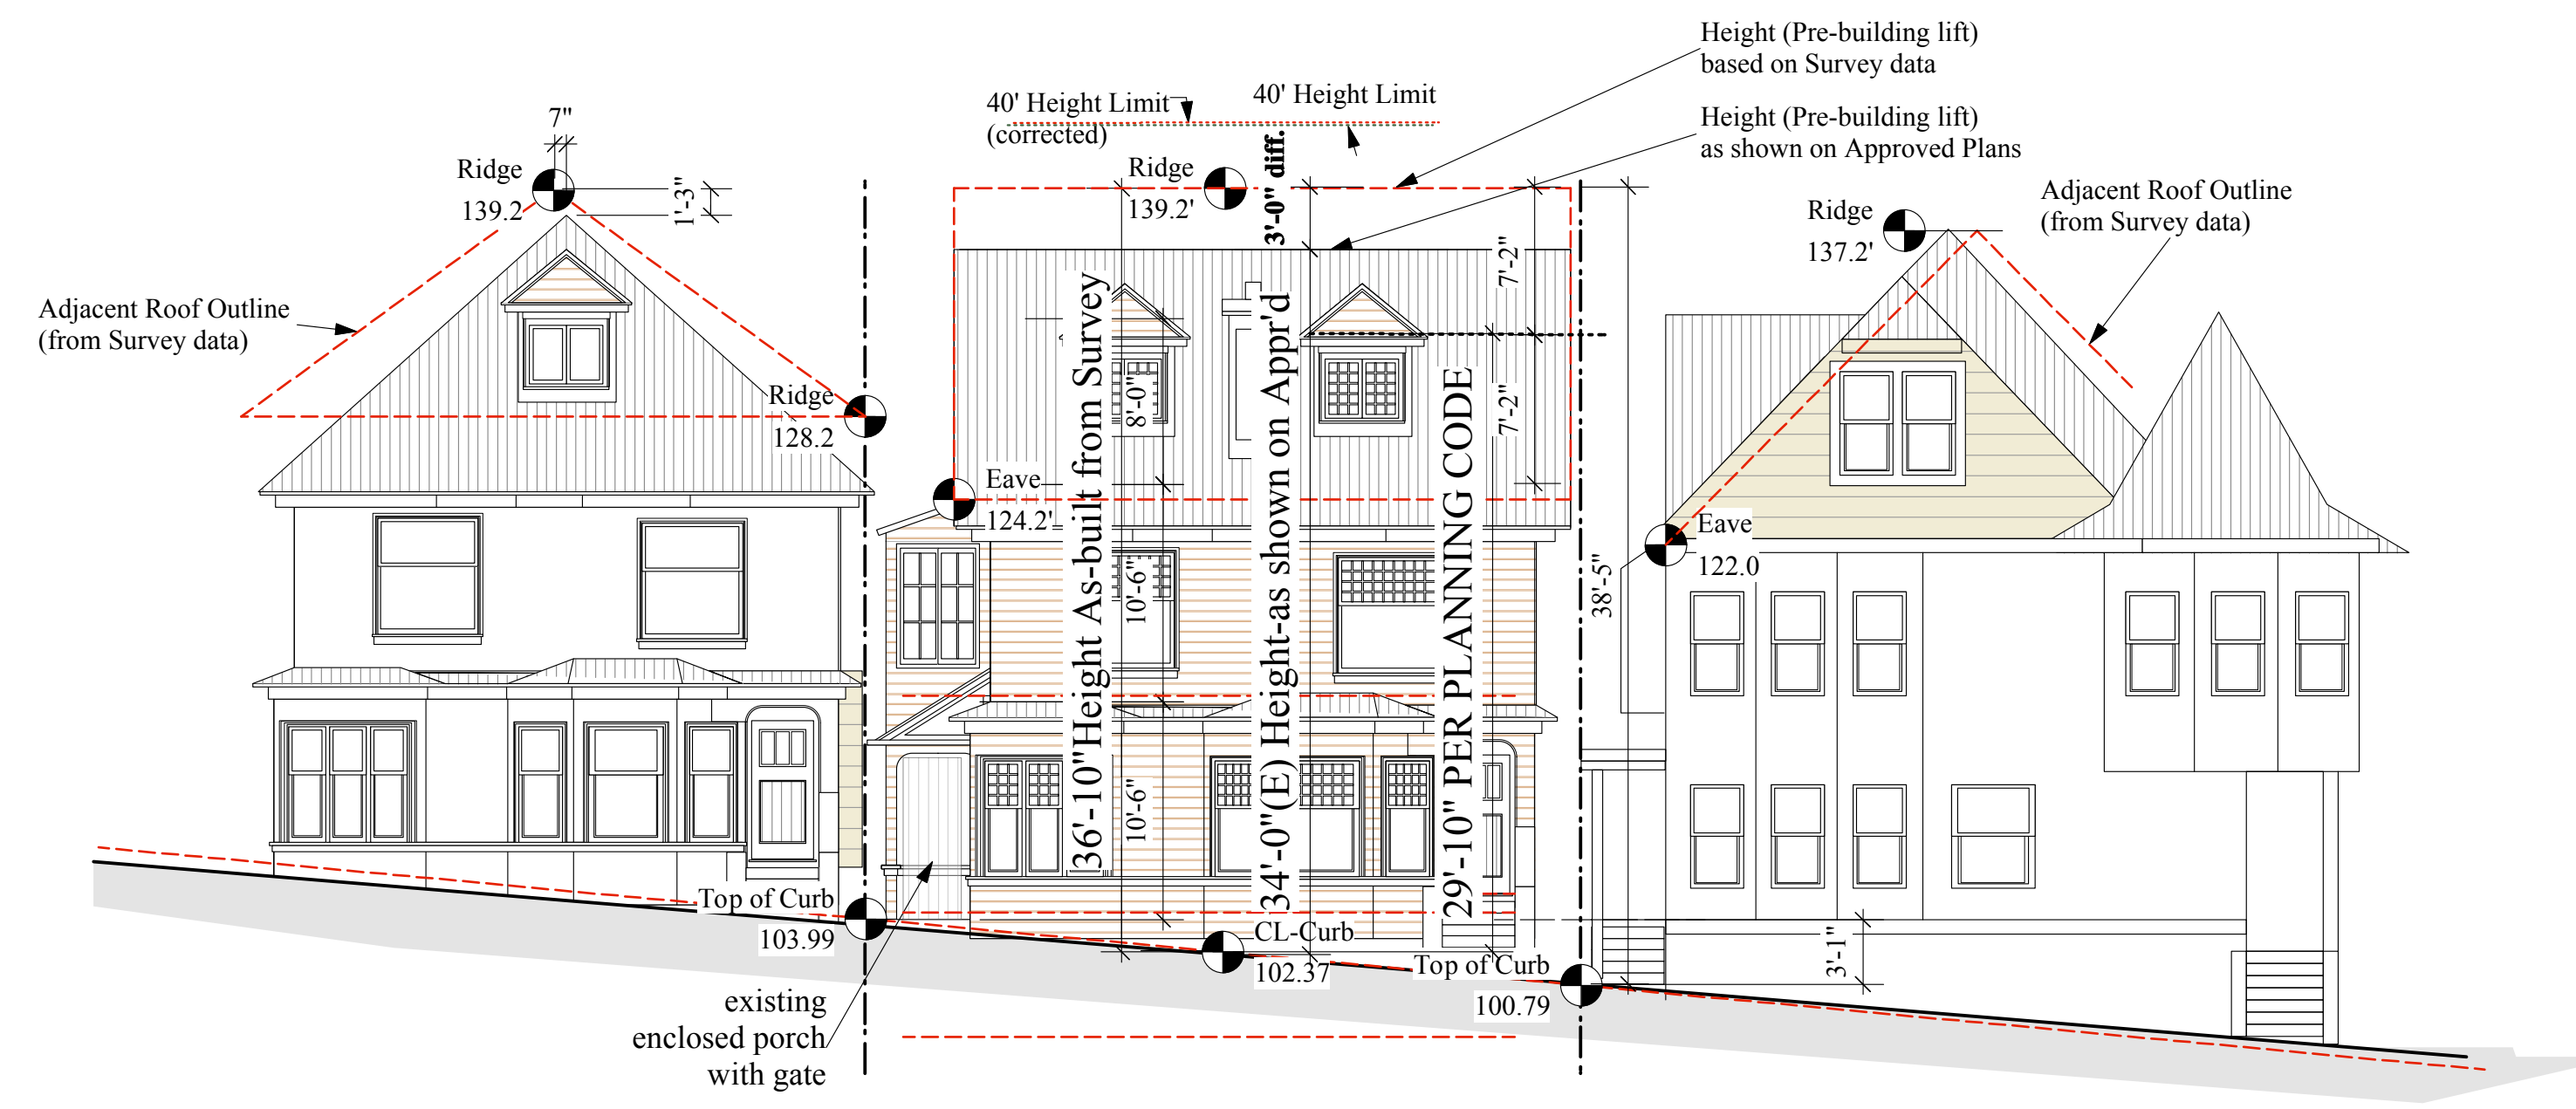 Height (Pre-building lift)
based on Survey data
40' Height Limit
(corrected)
40' Height Limit
Height (Pre-building lift)
as shown on Approved Plans
7"
Ridge
139.2
1'-3"
Ridge
139.2'
3'-0" diff.
Ridge
137.2'
Adjacent Roof Outline
(from Survey data)
Adjacent Roof Outline
(from Survey data)
7'-2"
7'-2"
Ridge
128.2
8'-0"
Eave
124.2'
Eave
122.0
36'-10"Height As-built from Survey
34'-0"(E) Height-as shown on Appr'd
29'-10" PER PLANNING CODE
10'-6"
38'-5"
10'-6"
Top of Curb
103.99
CL-Curb
102.37
Top of Curb
100.79
3'-1"
existing
enclosed porch
with gate